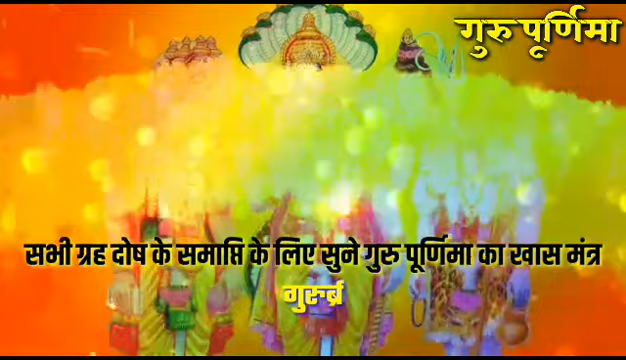 गुरु पूर्णिमा
सभी ग्रह दोष के समाप्ति के लिए सुने गुरु पूर्णिमा का खास मंत्र
गुरुर्ब्र